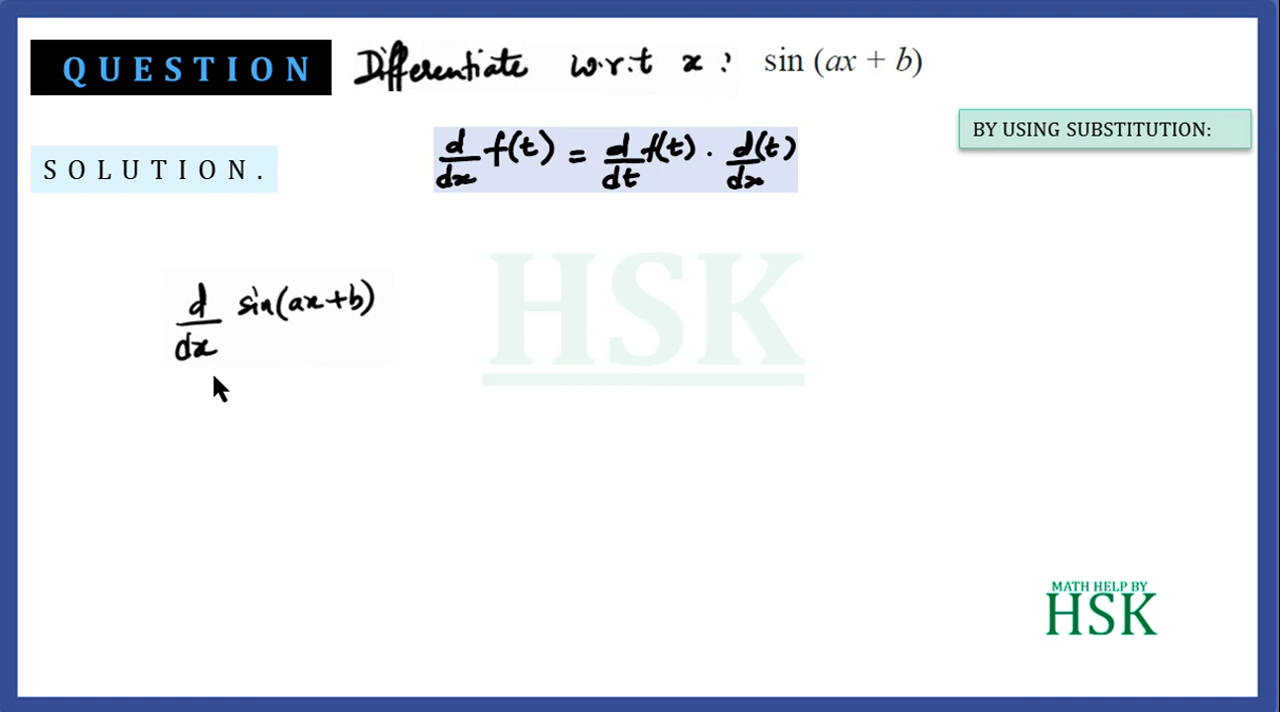 QUESTION Differentiate w.r.t x : sin (ax + b)
BY USING SUBSTITUTION:
SOLUTION. d/dx f(t) = d/dt f(t) . d(t)/dx
HSK
d/dx sin(ax+b)
MATH HELP BY
HSK